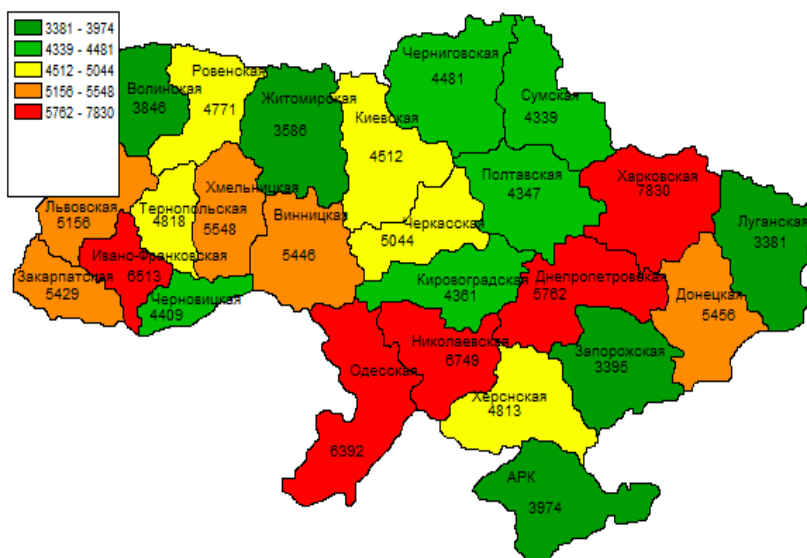 3381 - 3974
4339 - 4481
4512 - 5044
5156 - 5548
5762 - 7830
Волинская
3846
Ровенская
4771
Житомирская
3586
Киевская
4512
Черниговская
4481
Сумская
4339
Львовская
5156
Тернопольская
4818
Хмельницкая
5548
Винницкая
5446
Черкасская
5044
Полтавская
4347
Харковская
7830
Луганская
3381
Закарпатская
5429
Ивано-Франковская
6513
Черновицкая
4409
Кировоградская
4361
Днепропетровская
5762
Донецкая
5456
Одесская
6392
Николаевская
6749
Херснская
4813
Запорожская
3395
АРК
3974